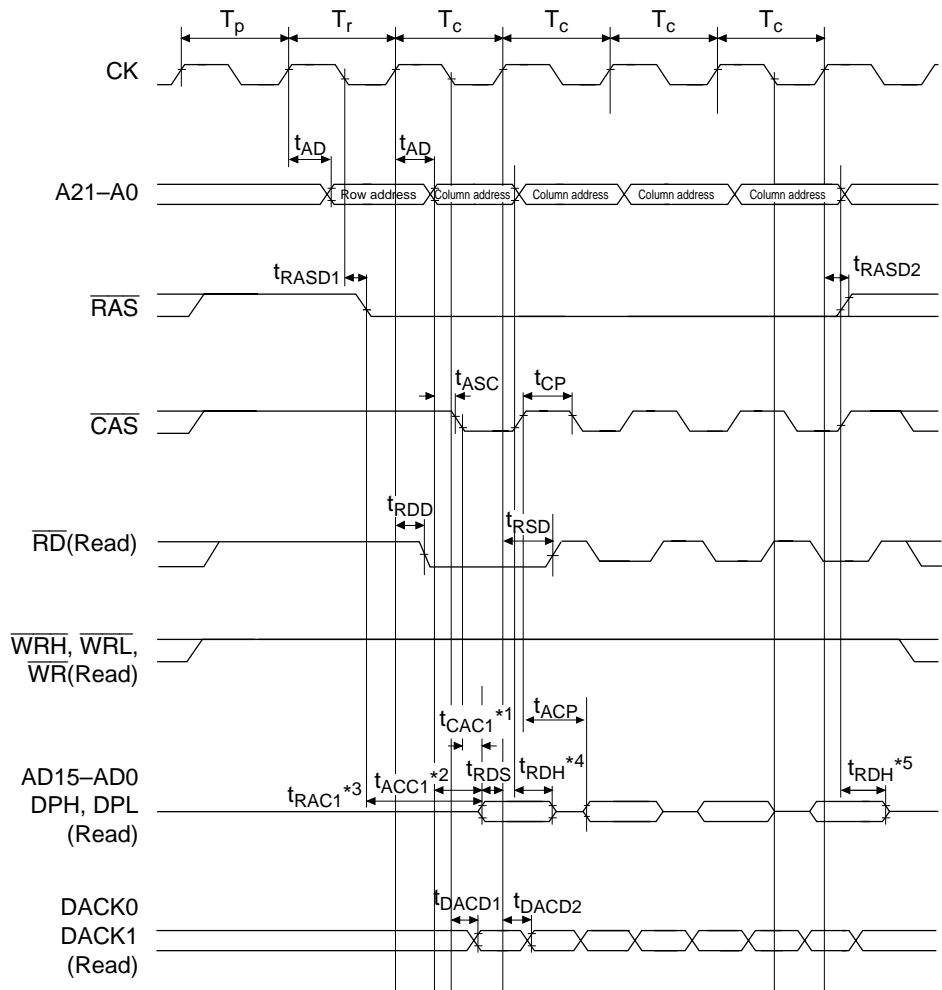 Tp Tr Tc Tc Tc Tc
CK
tAD tAD
A21–A0 Row address Column address Column address Column address Column address
tRASD1 tRASD2
RAS
tASC tCP
CAS
tRDD tRSD
RD(Read)
WRH, WRL,
WR(Read)
tCAC1*1 tACP
AD15–AD0
DPH, DPL
(Read)
tRAC1*3 tACC1*2 tRDS tRDH*4 tRDH*5
DACK0
DACK1
(Read)
tDACD1 tDACD2